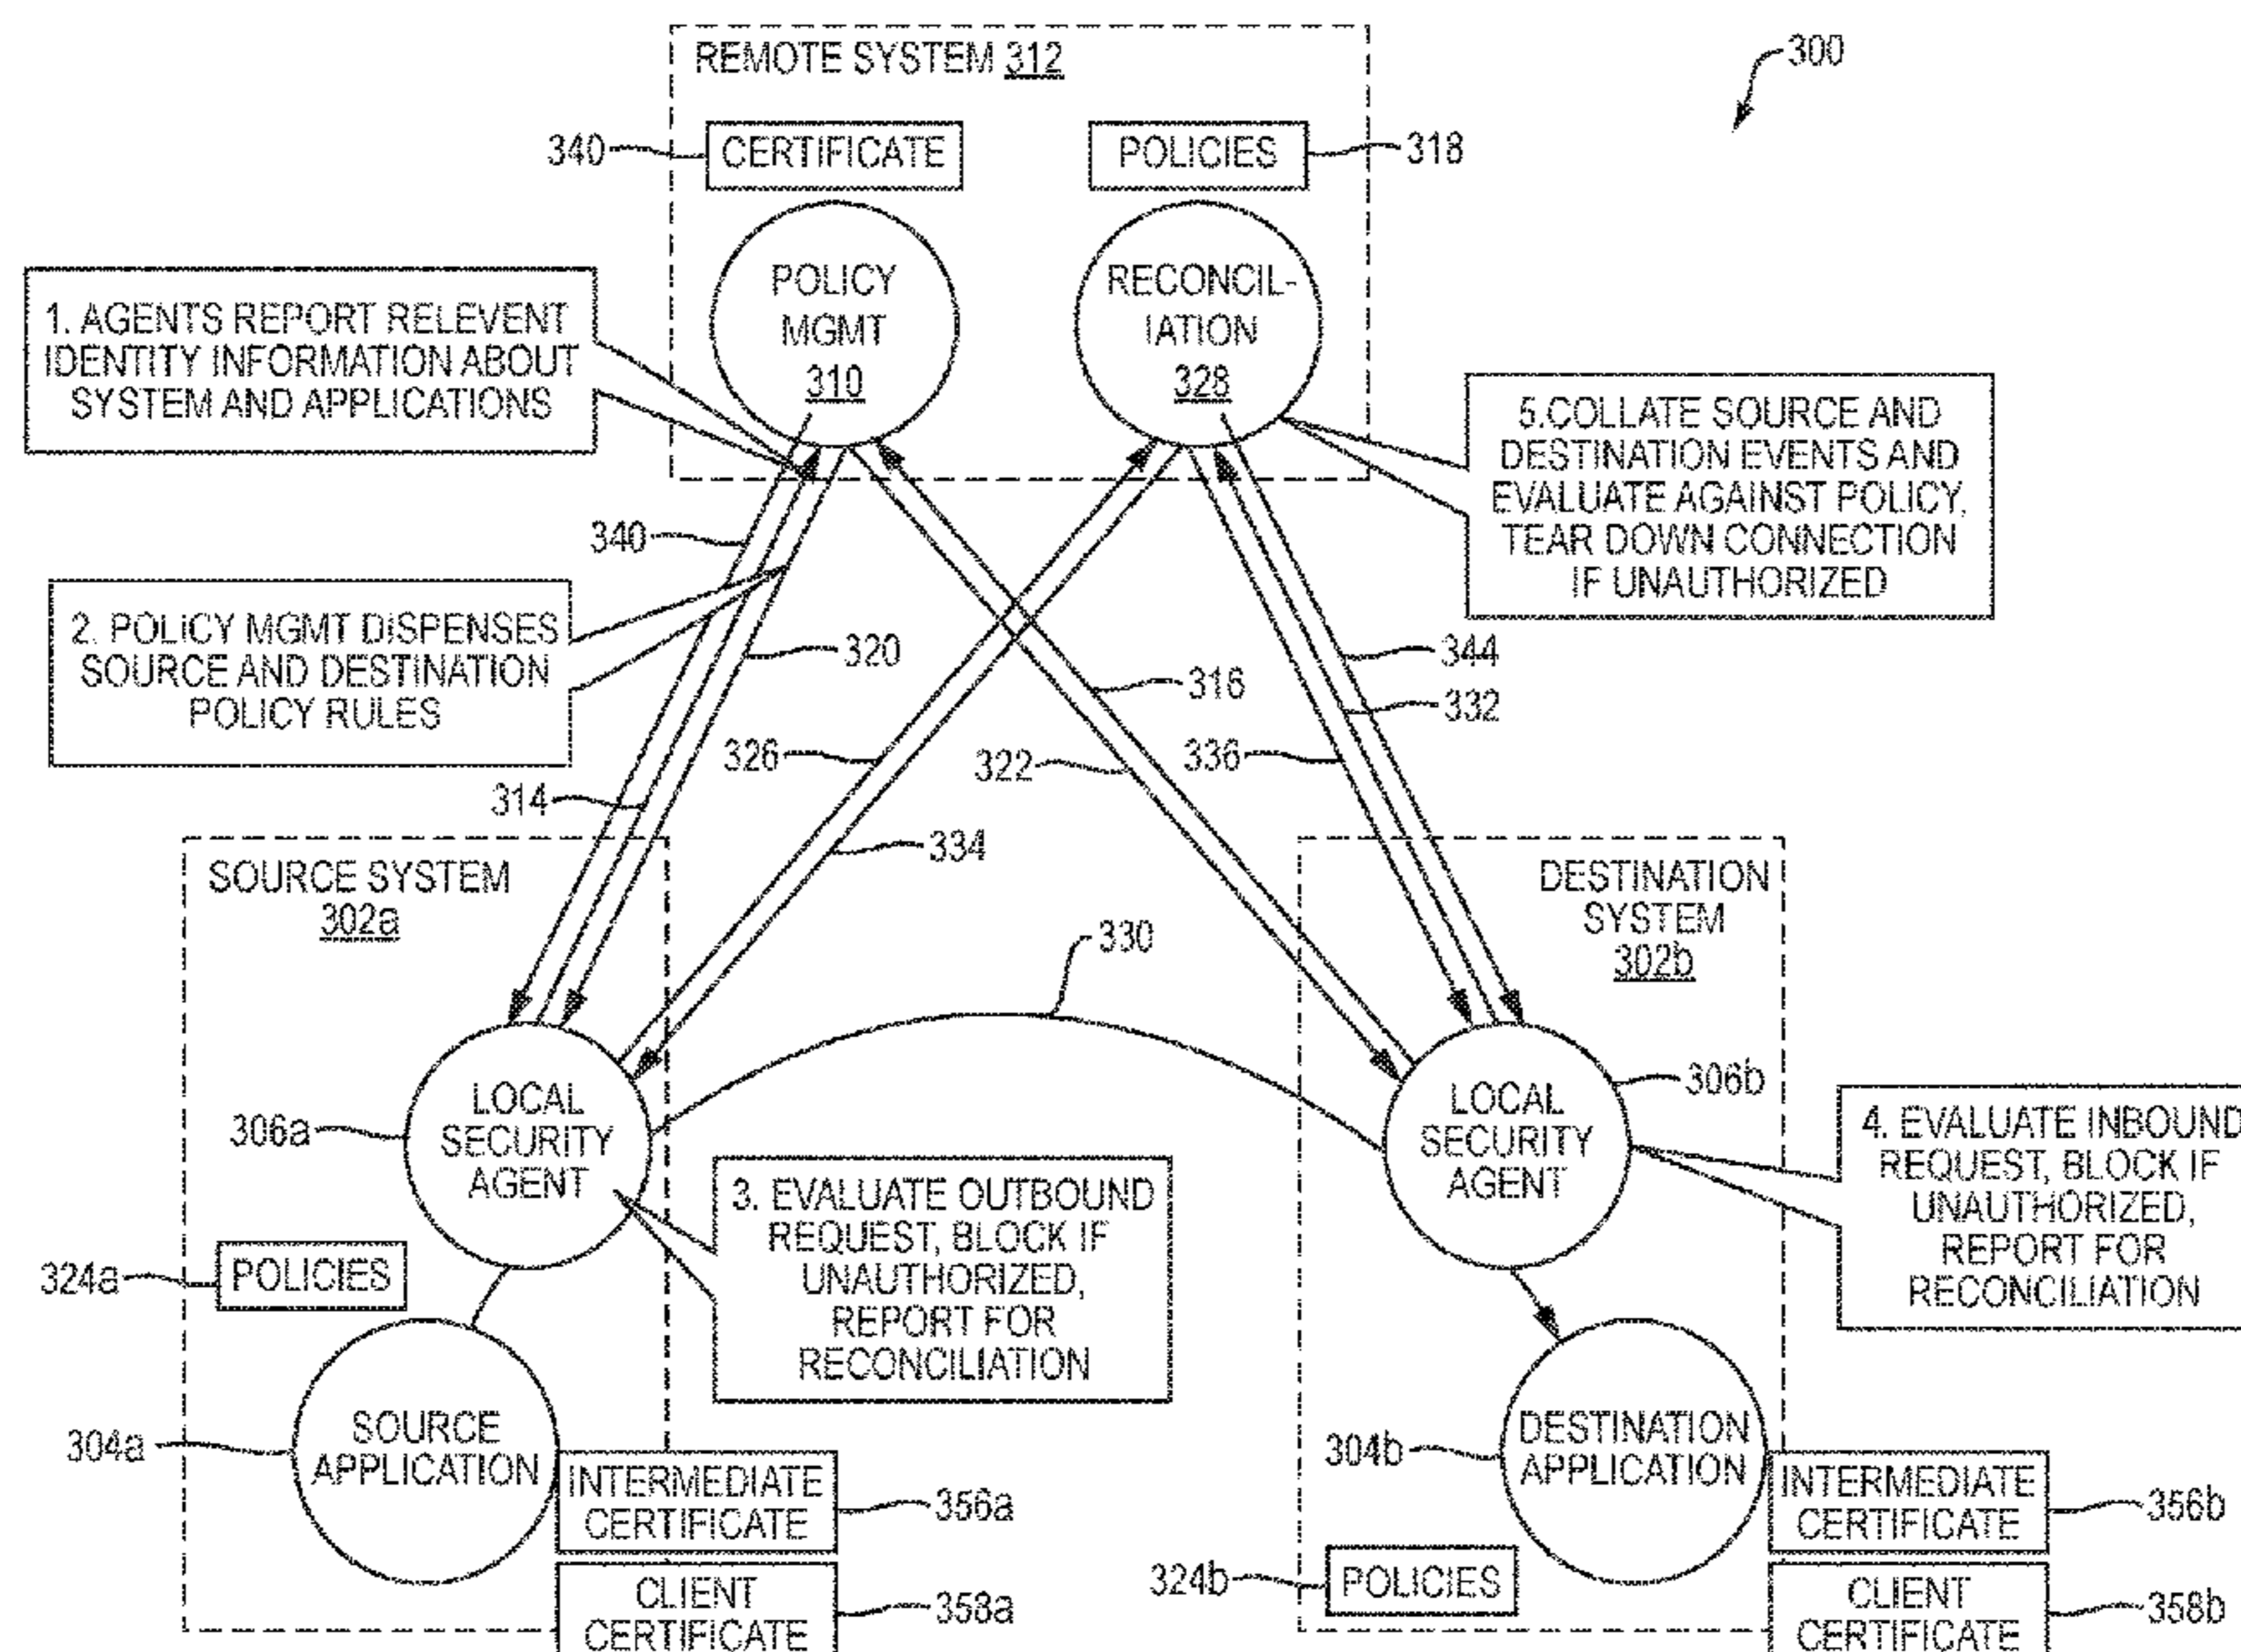 REMOTE SYSTEM 312
300
340
CERTIFICATE
POLICIES
318
POLICY
MGMT
310
RECONCIL-
IATION
328
1. AGENTS REPORT RELEVENT
IDENTITY INFORMATION ABOUT
SYSTEM AND APPLICATIONS
5.COLLATE SOURCE AND
DESTINATION EVENTS AND
EVALUATE AGAINST POLICY,
TEAR DOWN CONNECTION
IF UNAUTHORIZED
340
2. POLICY MGMT DISPENSES
SOURCE AND DESTINATION
POLICY RULES
320
316
344
332
326
322
336
314
334
SOURCE SYSTEM
302a
DESTINATION
SYSTEM
302b
330
306a
LOCAL
SECURITY
AGENT
LOCAL
SECURITY
AGENT
306b
3. EVALUATE OUTBOUND
REQUEST, BLOCK IF
UNAUTHORIZED,
REPORT FOR
RECONCILIATION
4. EVALUATE INBOUND
REQUEST, BLOCK IF
UNAUTHORIZED,
REPORT FOR
RECONCILIATION
324a
POLICIES
304a
SOURCE
APPLICATION
INTERMEDIATE
CERTIFICATE
356a
CLIENT
CERTIFICATE
358a
304b
DESTINATION
APPLICATION
INTERMEDIATE
CERTIFICATE
356b
324b
POLICIES
CLIENT
CERTIFICATE
358b